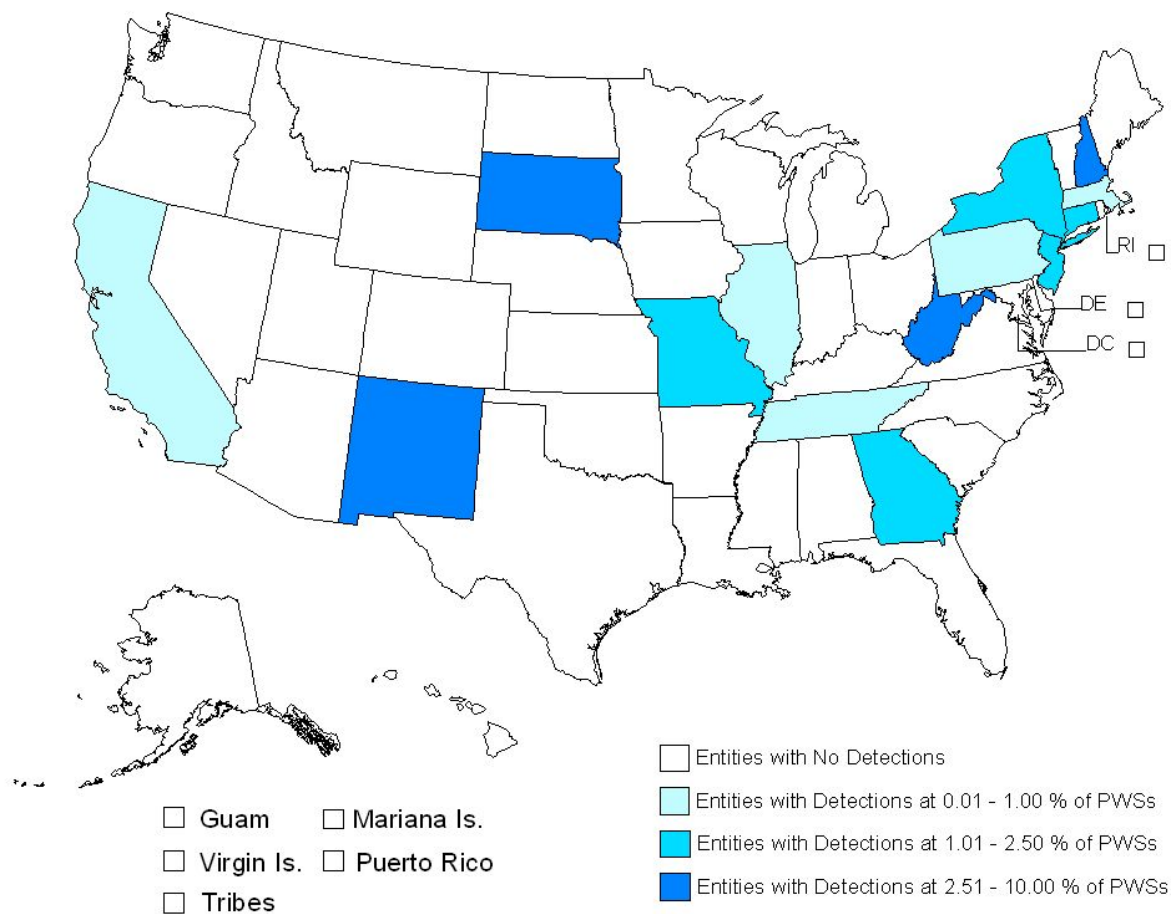 RI
DE
DC
Entities with No Detections
Entities with Detections at 0.01 - 1.00 % of PWSs
Entities with Detections at 1.01 - 2.50 % of PWSs
Entities with Detections at 2.51 - 10.00 % of PWSs
Guam Mariana Is.
Virgin Is. Puerto Rico
Tribes